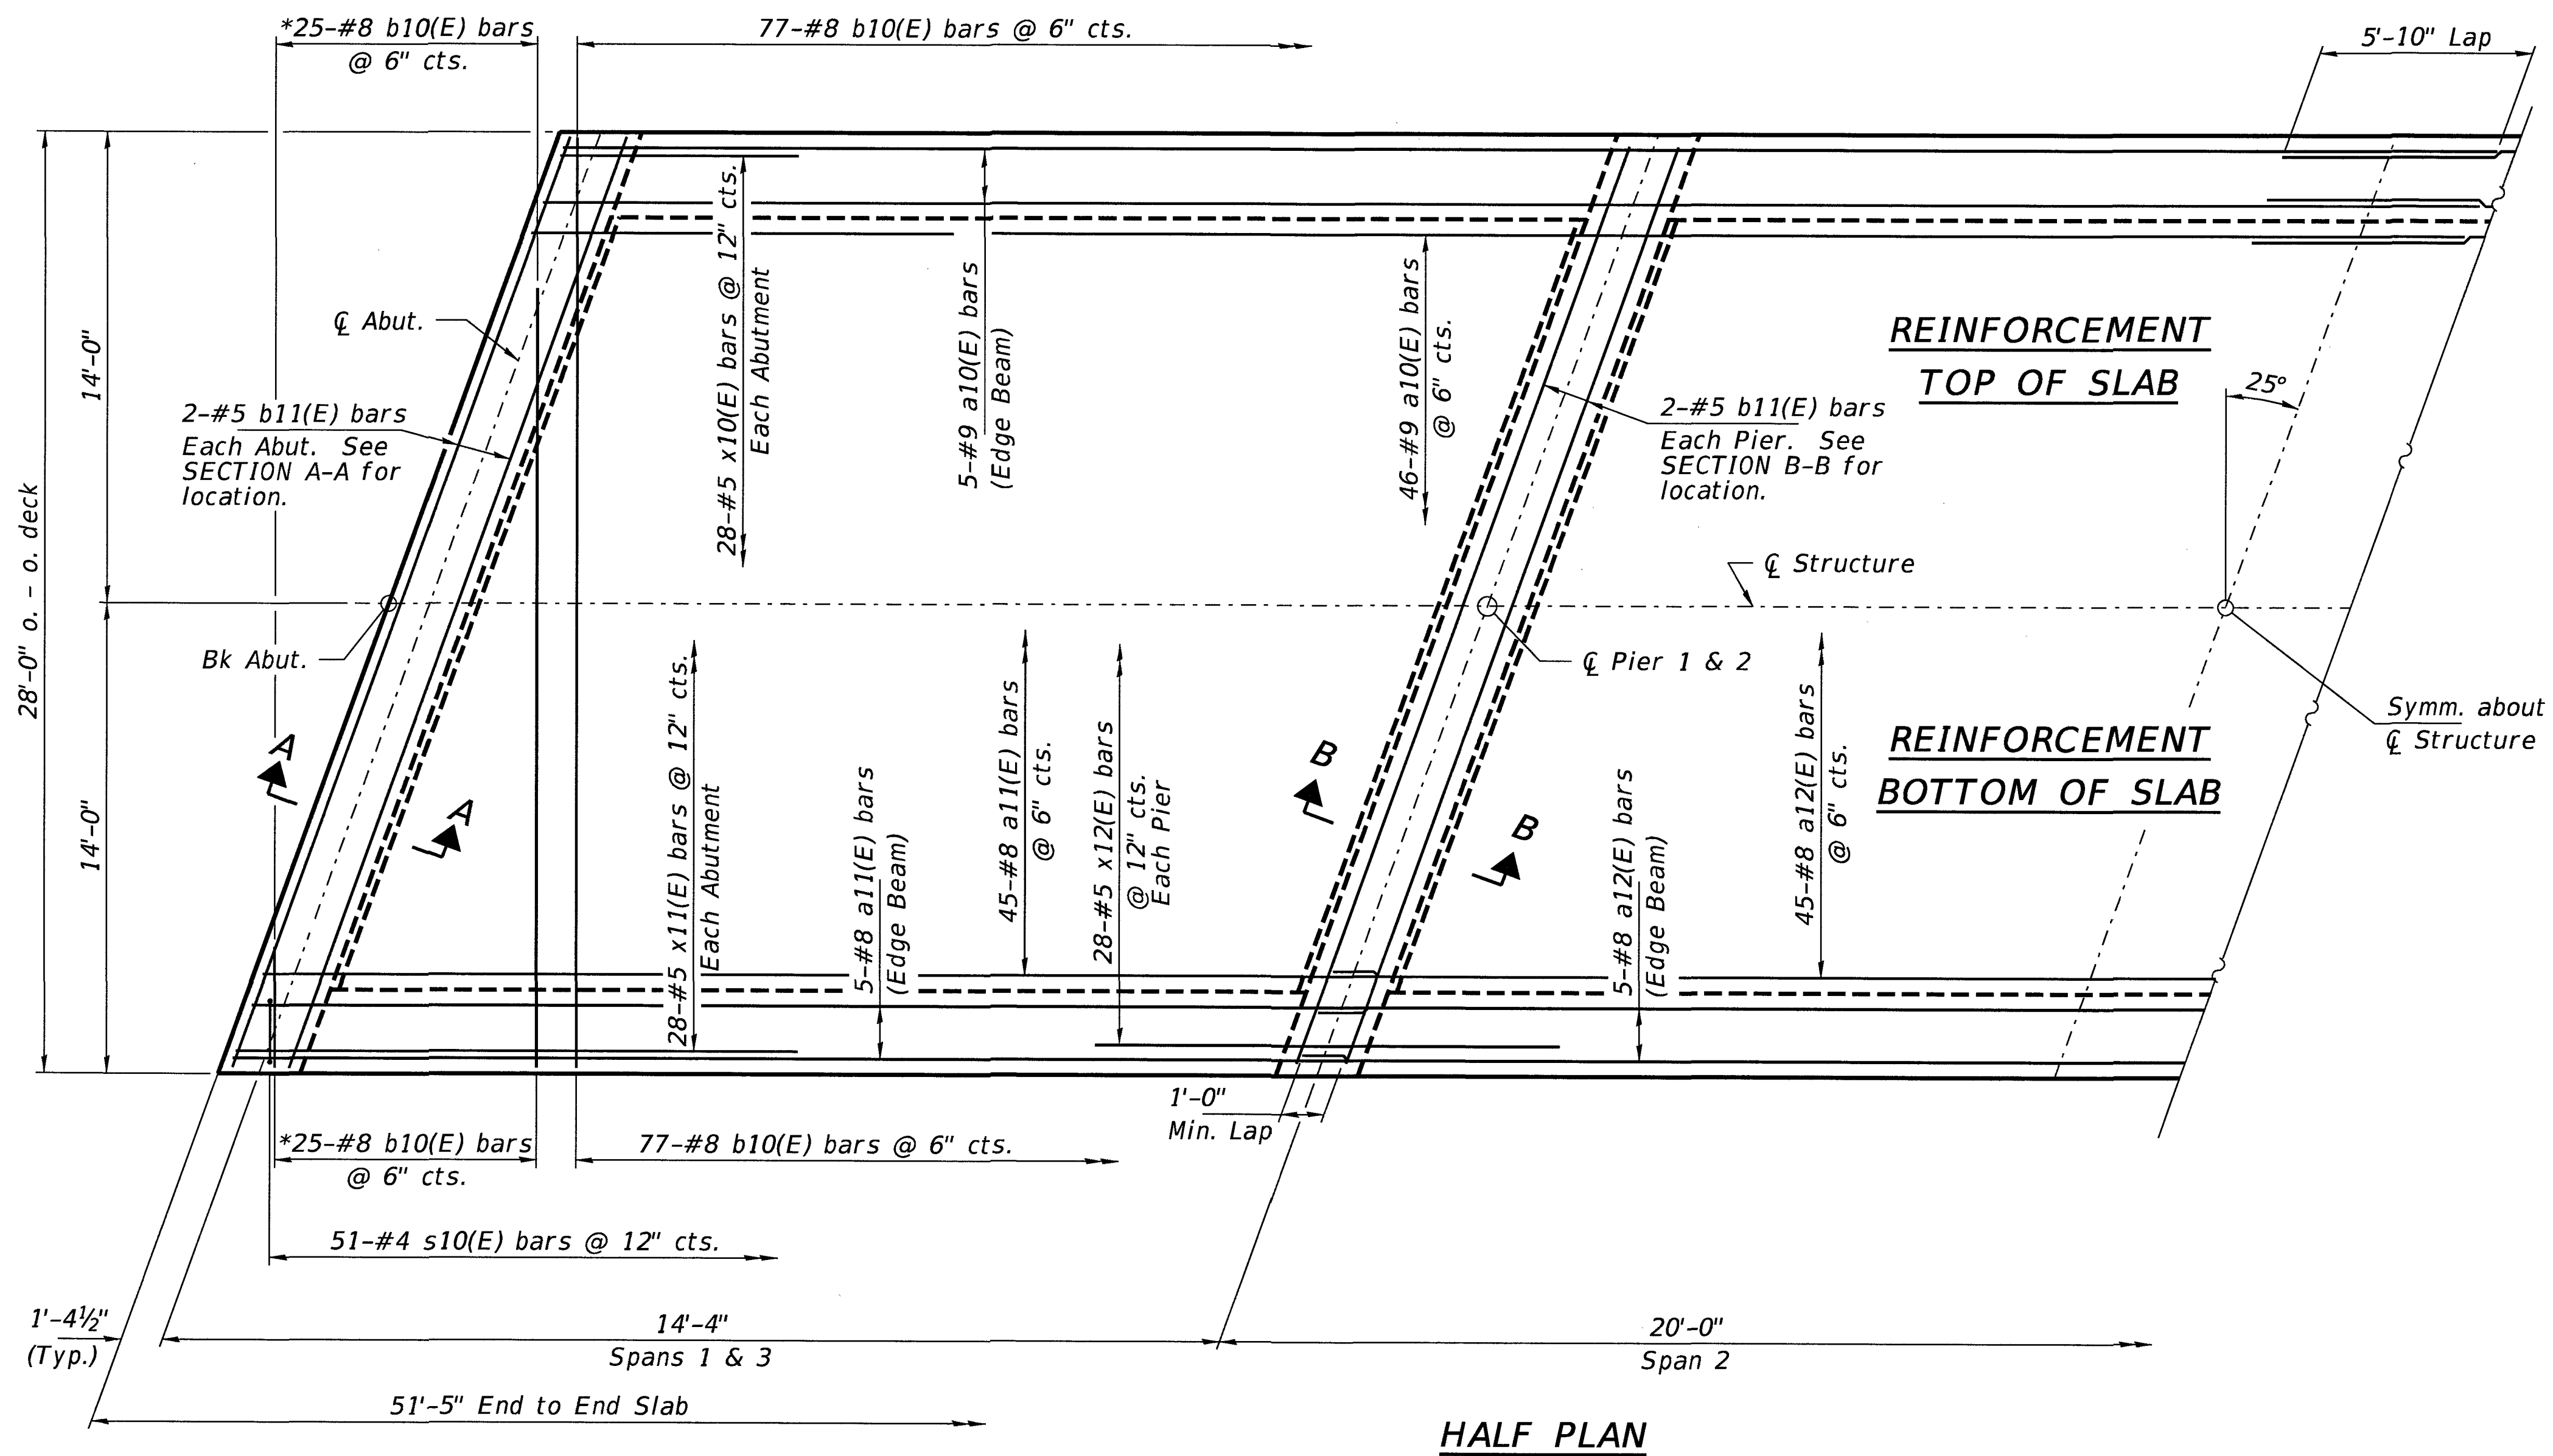 *25-#8 b10(E) bars
@ 6" cts.
77-#8 b10(E) bars @ 6" cts.
5'-10" Lap
28'-0" o. - o. deck
14'-0"
14'-0"
℄ Abut.
2-#5 b11(E) bars
Each Abut. See
SECTION A-A for
location.
Bk Abut.
28-#5 x10(E) bars @ 12" cts.
Each Abutment
5-#9 a10(E) bars
(Edge Beam)
46-#9 a10(E) bars
@ 6" cts.
2-#5 b11(E) bars
Each Pier. See
SECTION B-B for
location.
REINFORCEMENT
TOP OF SLAB
25°
℄ Structure
℄ Pier 1 & 2
REINFORCEMENT
BOTTOM OF SLAB
Symm. about
℄ Structure
A
A
B
B
28-#5 x11(E) bars @ 12" cts.
Each Abutment
5-#8 a11(E) bars
(Edge Beam)
45-#8 a11(E) bars
@ 6" cts.
28-#5 x12(E) bars
@ 12" cts.
Each Pier
5-#8 a12(E) bars
(Edge Beam)
45-#8 a12(E) bars
@ 6" cts.
1'-0"
Min. Lap
*25-#8 b10(E) bars
@ 6" cts.
77-#8 b10(E) bars @ 6" cts.
51-#4 s10(E) bars @ 12" cts.
1'-4½"
(Typ.)
14'-4"
Spans 1 & 3
20'-0"
Span 2
51'-5" End to End Slab
HALF PLAN